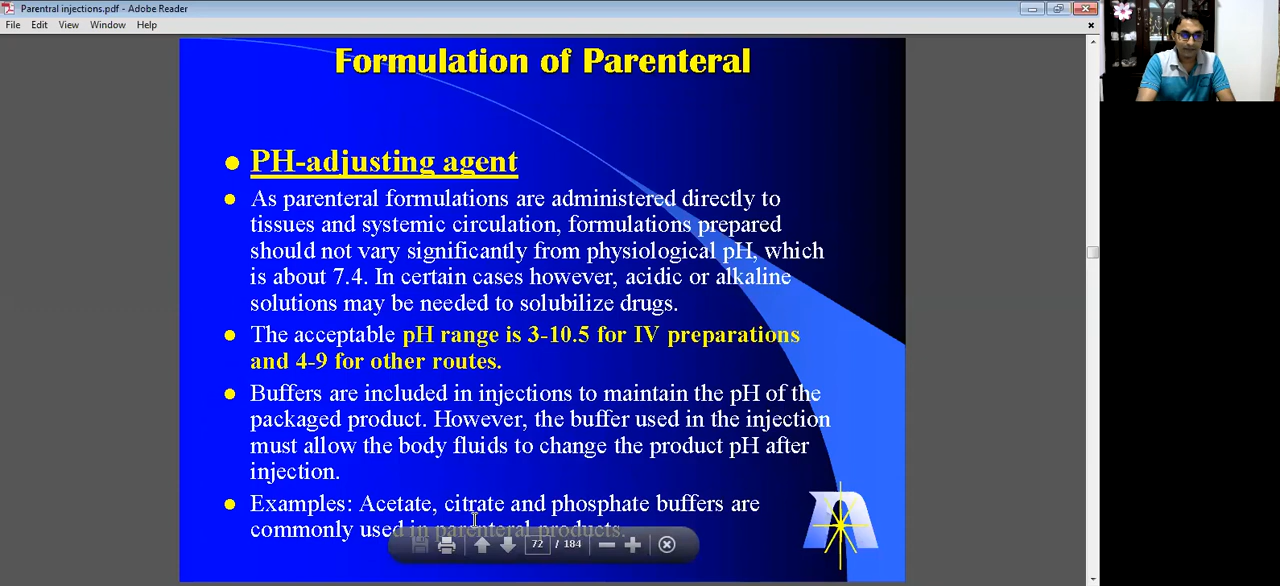 Parentral injections.pdf - Adobe Reader
File Edit View Window Help
Formulation of Parenteral
PH-adjusting agent
As parenteral formulations are administered directly to
tissues and systemic circulation, formulations prepared
should not vary significantly from physiological pH, which
is about 7.4. In certain cases however, acidic or alkaline
solutions may be needed to solubilize drugs.
The acceptable pH range is 3-10.5 for IV preparations
and 4-9 for other routes.
Buffers are included in injections to maintain the pH of the
packaged product. However, the buffer used in the injection
must allow the body fluids to change the product pH after
injection.
Examples: Acetate, citrate and phosphate buffers are
commonly used in parenteral products.
72 / 184